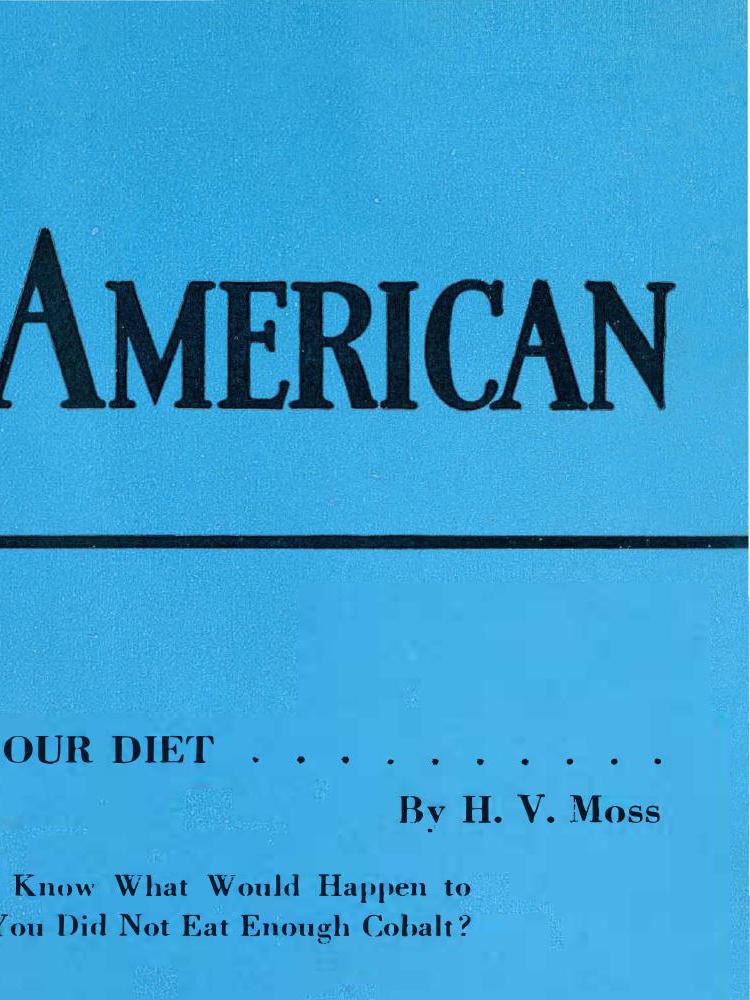 AMERICAN
OUR DIET . . . . . . . . . .
By H. V. Moss
Know What Would Happen to
You Did Not Eat Enough Cobalt?